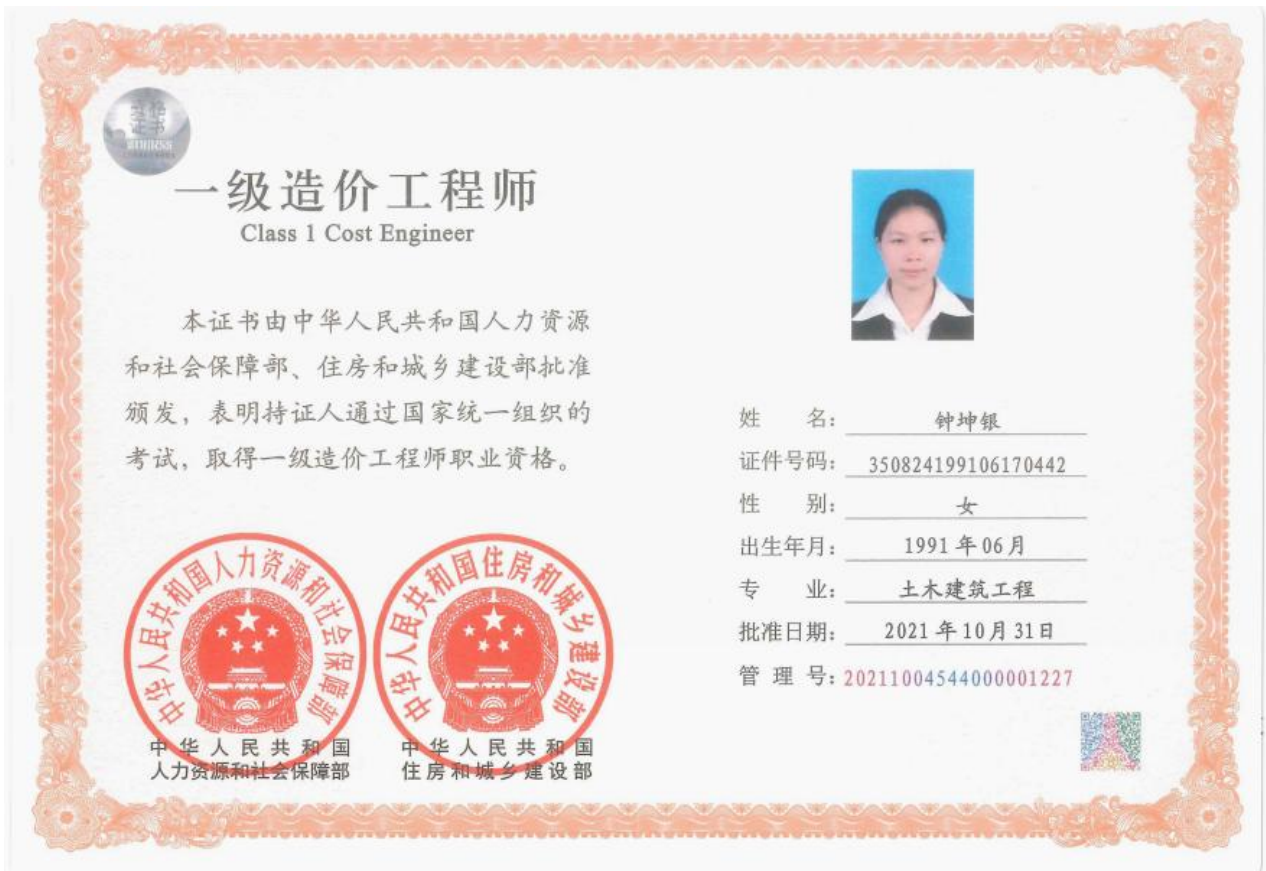 一级造价工程师
Class 1 Cost Engineer
本证书由中华人民共和国人力资源
和社会保障部、住房和城乡建设部批准
颁发，表明持证人通过国家统一组织的
考试，取得一级造价工程师职业资格。
中华人民共和国人力资源和社会保障部
中华人民共和国住房和城乡建设部
中华人民共和国
人力资源和社会保障部
中华人民共和国
住房和城乡建设部
姓 名：钟坤银
证件号码：350824199106170442
性 别：女
出生年月：1991年06月
专 业：土木建筑工程
批准日期：2021年10月31日
管 理 号：20211004544000001227